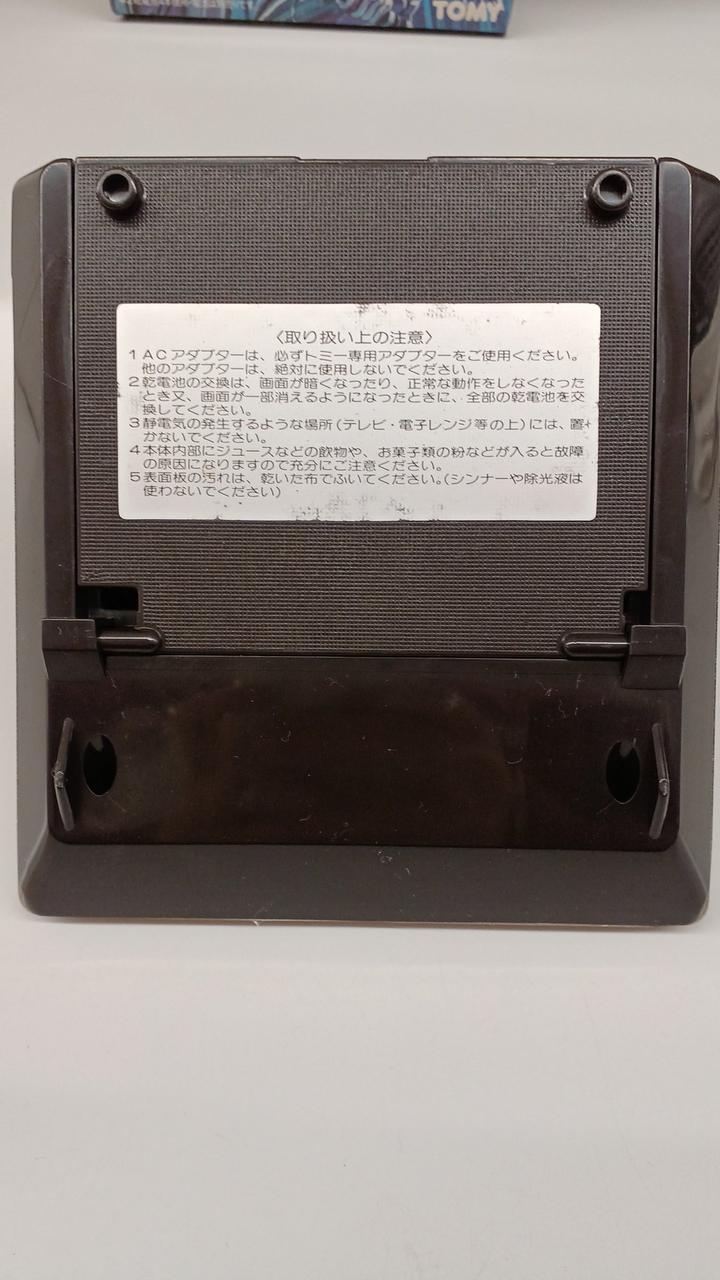 TOMY
〈取り扱い上の注意〉
1 ACアダプターは、必ずトミー専用アダプターをご使用ください。
他のアダプターは、絶対に使用しないでください。
2 乾電池の交換は、画面が暗くなったり、正常な動作をしなくなった
とき又、画面が一部消えるようになったときに、全部の乾電池を交
換してください。
3 静電気の発生するような場所(テレビ・電子レンジ等の上)には、置
かないでください。
4 本体内部にジュースなどの飲物や、お菓子類の粉などが入ると故障
の原因になりますので充分にご注意ください。
5 表面板の汚れは、乾いた布でふいてください。(シンナーや除光液は
使わないでください)